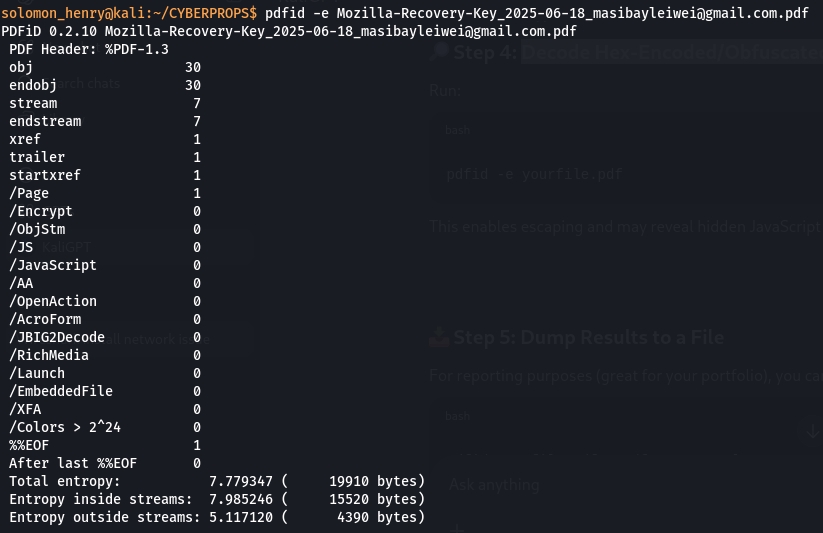 solomon_henry@kali:~/CYBERPROPS$ pdfid -e Mozilla-Recovery-Key_2025-06-18_masibayleiwei@gmail.com.pdf
PDFiD 0.2.10 Mozilla-Recovery-Key_2025-06-18_masibayleiwei@gmail.com.pdf
PDF Header: %PDF-1.3
obj 30
endobj 30
stream 7
endstream 7
xref 1
trailer 1
startxref 1
/Page 1
/Encrypt 0
/ObjStm 0
/JS 0
/JavaScript 0
/AA 0
/OpenAction 0
/AcroForm 0
/JBIG2Decode 0
/RichMedia 0
/Launch 0
/EmbeddedFile 0
/XFA 0
/Colors > 2^24 0
%%EOF 1
After last %%EOF 0
Total entropy: 7.779347 ( 19910 bytes)
Entropy inside streams: 7.985246 ( 15520 bytes)
Entropy outside streams: 5.117120 ( 4390 bytes)
arch chats
KaliGPT
all network
Step 4: Decode Hex-Encoded/Obfuscate
Run:
bash
pdfid -e yourfile.pdf
This enables escaping and may reveal hidden JavaScript
Step 5: Dump Results to a File
For reporting purposes (great for your portfolio), you can
bash
Ask anything